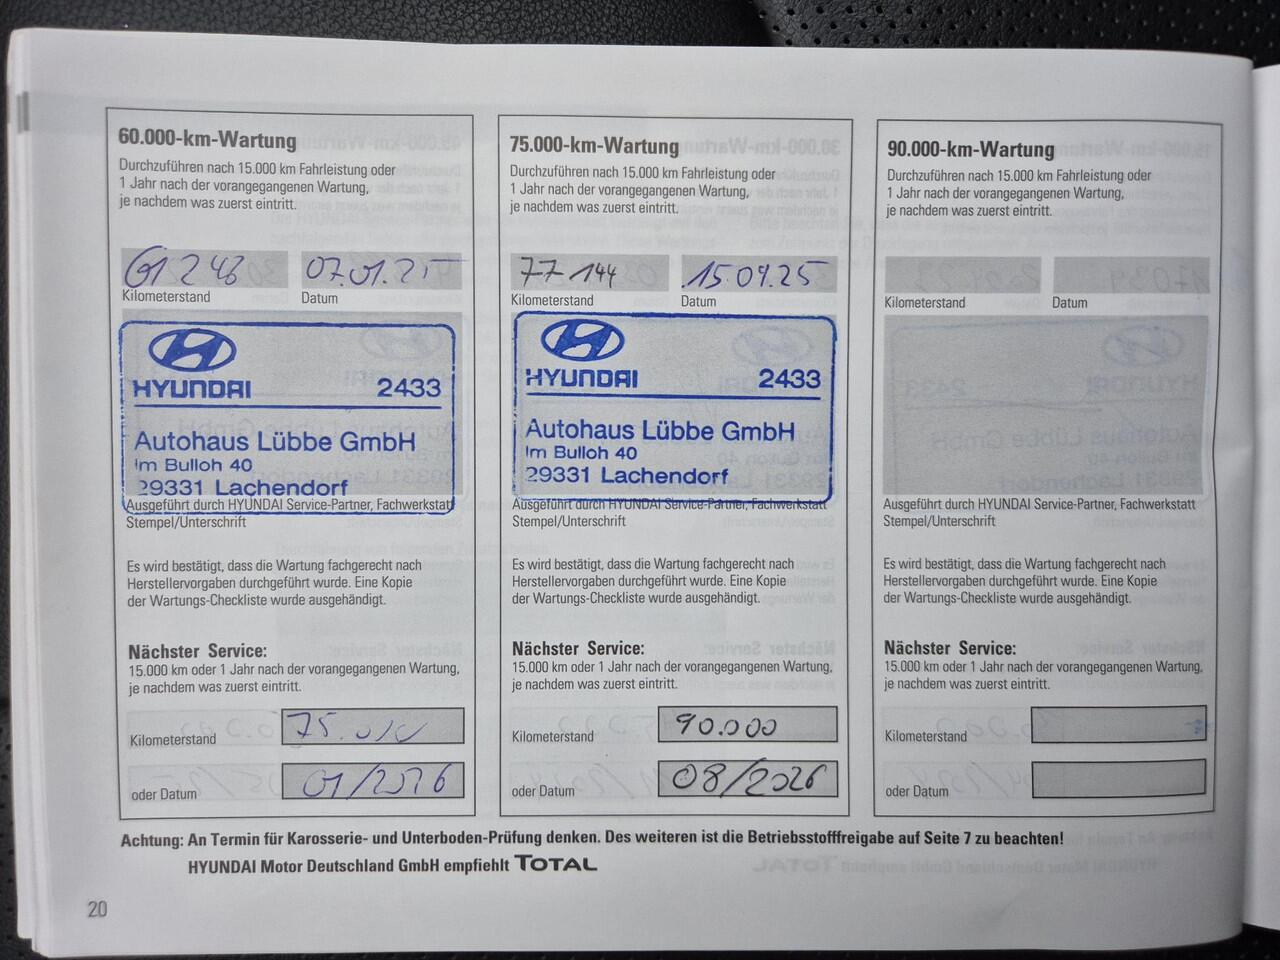 60.000-km-Wartung
Durchzuführen nach 15.000 km Fahrleistung oder
1 Jahr nach der vorangegangenen Wartung,
je nachdem was zuerst eintritt.
61246 07.01.25
Kilometerstand Datum
HYUNDAI 2433
Autohaus Lübbe GmbH
Im Bulloh 40
29331 Lachendorf
Ausgeführt durch HYUNDAI Service-Partner, Fachwerkstatt
Stempel/Unterschrift
Es wird bestätigt, dass die Wartung fachgerecht nach
Herstellervorgaben durchgeführt wurde. Eine Kopie
der Wartungs-Checkliste wurde ausgehändigt.
Nächster Service:
15.000 km oder 1 Jahr nach der vorangegangenen Wartung,
je nachdem was zuerst eintritt.
Kilometerstand 75.000
oder Datum 01/2026
75.000-km-Wartung
Durchzuführen nach 15.000 km Fahrleistung oder
1 Jahr nach der vorangegangenen Wartung,
je nachdem was zuerst eintritt.
77144 15.09.25
Kilometerstand Datum
HYUNDAI 2433
Autohaus Lübbe GmbH
Im Bulloh 40
29331 Lachendorf
Ausgeführt durch HYUNDAI Service-Partner, Fachwerkstatt
Stempel/Unterschrift
Es wird bestätigt, dass die Wartung fachgerecht nach
Herstellervorgaben durchgeführt wurde. Eine Kopie
der Wartungs-Checkliste wurde ausgehändigt.
Nächster Service:
15.000 km oder 1 Jahr nach der vorangegangenen Wartung,
je nachdem was zuerst eintritt.
Kilometerstand 90.000
oder Datum 08/2026
90.000-km-Wartung
Durchzuführen nach 15.000 km Fahrleistung oder
1 Jahr nach der vorangegangenen Wartung,
je nachdem was zuerst eintritt.
Kilometerstand Datum
Ausgeführt durch HYUNDAI Service-Partner, Fachwerkstatt
Stempel/Unterschrift
Es wird bestätigt, dass die Wartung fachgerecht nach
Herstellervorgaben durchgeführt wurde. Eine Kopie
der Wartungs-Checkliste wurde ausgehändigt.
Nächster Service:
15.000 km oder 1 Jahr nach der vorangegangenen Wartung,
je nachdem was zuerst eintritt.
Kilometerstand
oder Datum
Achtung: An Termin für Karosserie- und Unterboden-Prüfung denken. Des weiteren ist die Betriebsstofffreigabe auf Seite 7 zu beachten!
HYUNDAI Motor Deutschland GmbH empfiehlt TOTAL
20